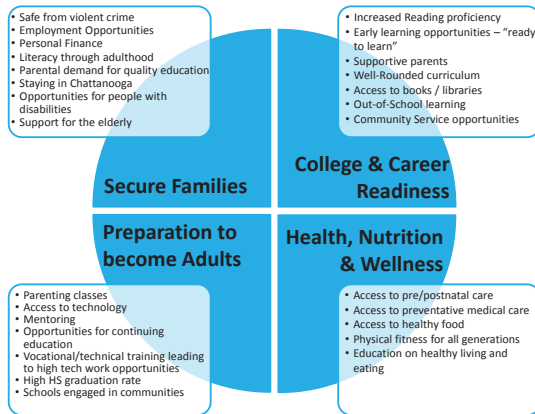 • Safe from violent crime
• Employment Opportunities
• Personal Finance
• Literacy through adulthood
• Parental demand for quality education
• Staying in Chattanooga
• Opportunities for people with
disabilities
• Support for the elderly
• Increased Reading proficiency
• Early learning opportunities – “ready
to learn”
• Supportive parents
• Well-Rounded curriculum
• Access to books / libraries
• Out-of-School learning
• Community Service opportunities
Secure Families
College & Career
Readiness
Preparation to
become Adults
Health, Nutrition
& Wellness
• Parenting classes
• Access to technology
• Mentoring
• Opportunities for continuing
education
• Vocational/technical training leading
to high tech work opportunities
• High HS graduation rate
• Schools engaged in communities
• Access to pre/postnatal care
• Access to preventative medical care
• Access to healthy food
• Physical fitness for all generations
• Education on healthy living and
eating